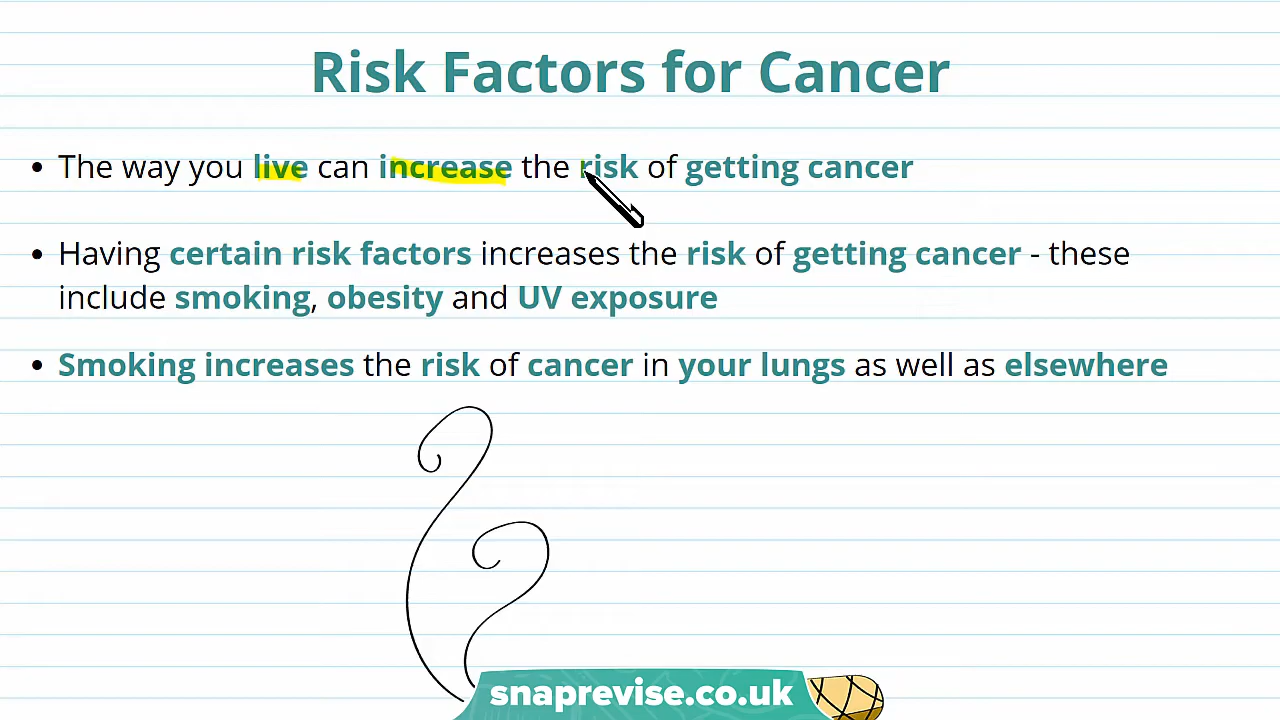 Risk Factors for Cancer
• The way you live can increase the risk of getting cancer
• Having certain risk factors increases the risk of getting cancer - these
include smoking, obesity and UV exposure
• Smoking increases the risk of cancer in your lungs as well as elsewhere
snaprevise.co.uk